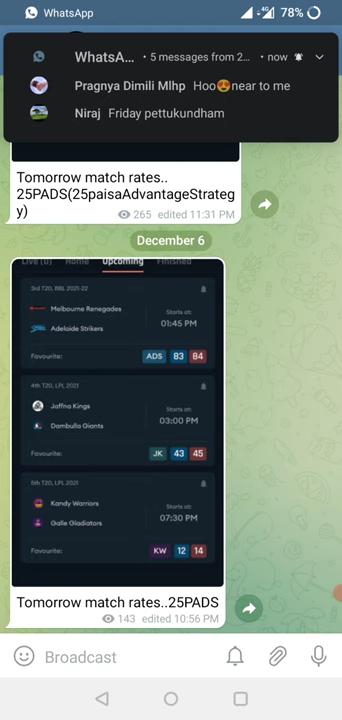 WhatsApp
4G
78%
WhatsA... • 5 messages from 2... • now
Pragnya Dimili Mlhp Hoo😍near to me
Niraj Friday pettukundham
Tomorrow match rates..
25PADS(25paisaAdvantageStrateg
y)
265 edited 11:31 PM
December 6
Live (0) Home Upcoming Finished
3rd T20, BBL 2021-22
Melbourne Renegades
Adelaide Strikers
Starts at:
01:45 PM
Favourite: ADS 83 84
4th T20, LPL 2021
Jaffna Kings
Dambulla Giants
Starts at:
03:00 PM
Favourite: JK 43 45
5th T20, LPL 2021
Kandy Warriors
Galle Gladiators
Starts at:
07:30 PM
Favourite: KW 12 14
Tomorrow match rates..25PADS
143 edited 10:56 PM
Broadcast